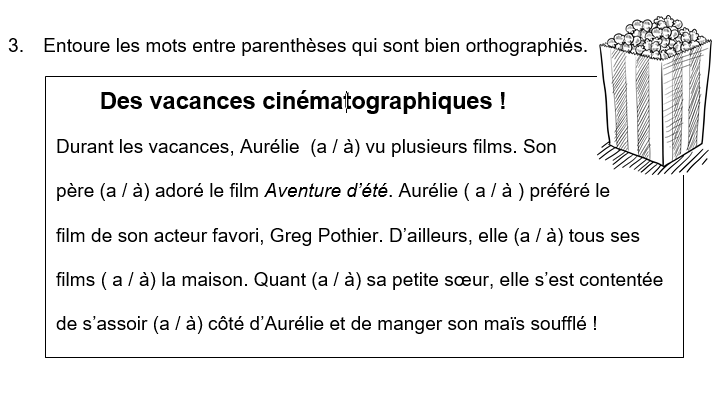 3. Entoure les mots entre parenthèses qui sont bien orthographiés.
Des vacances cinématographiques !
Durant les vacances, Aurélie (a / à) vu plusieurs films. Son
père (a / à) adoré le film Aventure d’été. Aurélie ( a / à ) préféré le
film de son acteur favori, Greg Pothier. D’ailleurs, elle (a / à) tous ses
films ( a / à) la maison. Quant (a / à) sa petite sœur, elle s’est contentée
de s’assoir (a / à) côté d’Aurélie et de manger son maïs soufflé !